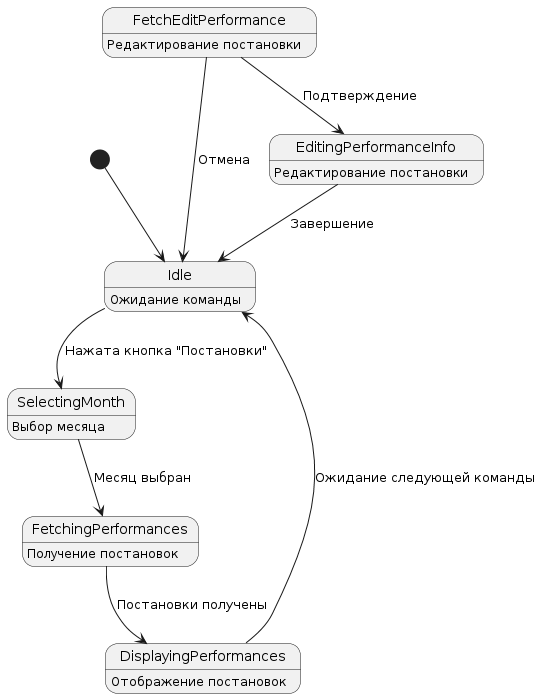 FetchEditPerformance
Редактирование постановки
Подтверждение
EditingPerformanceInfo
Отмена
Редактирование постановки
Завершение
Idle
Ожидание команды
Нажата кнопка "Постановки"
SelectingMonth
Выбор месяца
Месяц выбран
Ожидание следующей команды
FetchingPerformances
Получение постановок
Постановки получены
DisplayingPerformances
Отображение постановок